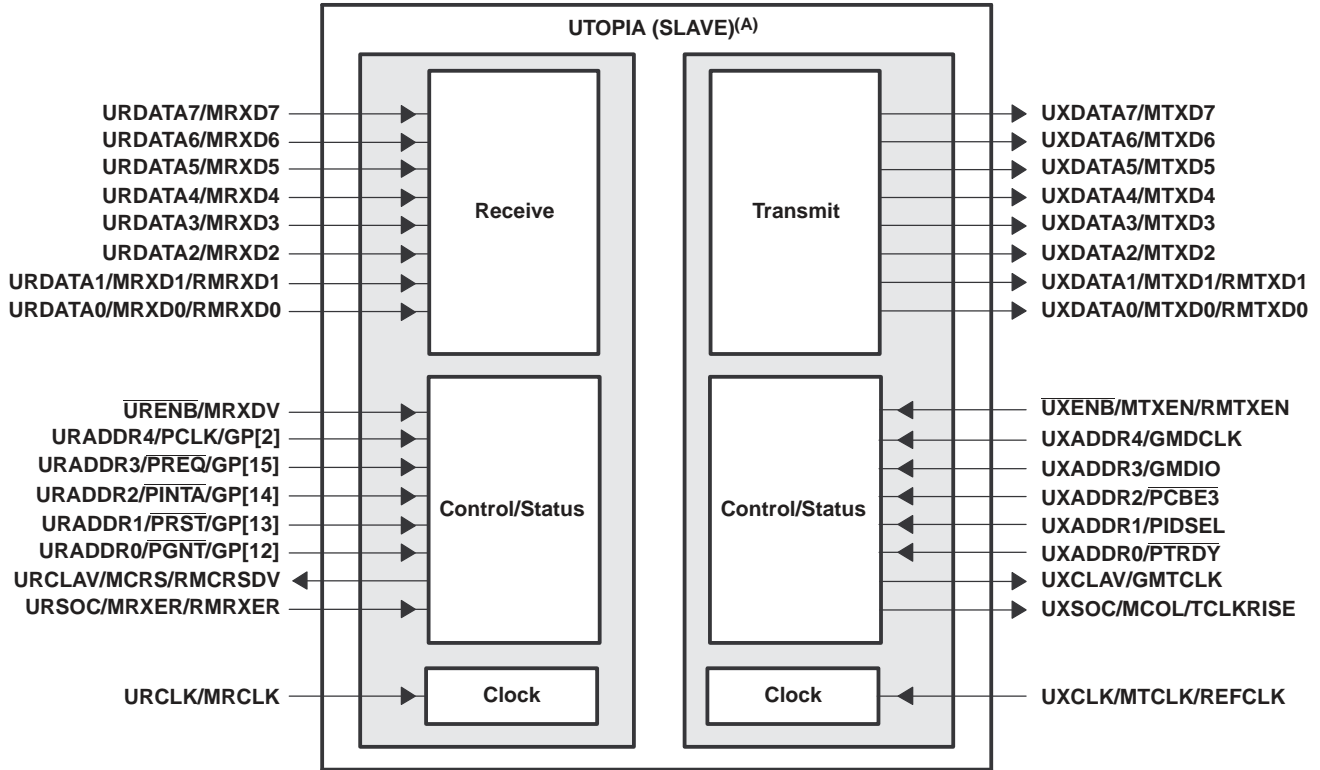 UTOPIA (SLAVE)(A)
URDATA7/MRXD7
URDATA6/MRXD6
URDATA5/MRXD5
URDATA4/MRXD4
URDATA3/MRXD3
URDATA2/MRXD2
URDATA1/MRXD1/RMRXD1
URDATA0/MRXD0/RMRXD0
Receive
Transmit
UXDATA7/MTXD7
UXDATA6/MTXD6
UXDATA5/MTXD5
UXDATA4/MTXD4
UXDATA3/MTXD3
UXDATA2/MTXD2
UXDATA1/MTXD1/RMTXD1
UXDATA0/MTXD0/RMTXD0
URENB/MRXDV
URADDR4/PCLK/GP[2]
URADDR3/PREQ/GP[15]
URADDR2/PINTA/GP[14]
URADDR1/PRST/GP[13]
URADDR0/PGNT/GP[12]
URCLAV/MCRS/RMCRSDV
URSOC/MRXER/RMRXER
Control/Status
Control/Status
UXENB/MTXEN/RMTXEN
UXADDR4/GMDCLK
UXADDR3/GMDIO
UXADDR2/PCBE3
UXADDR1/PIDSEL
UXADDR0/PTRDY
UXCLAV/GMTCLK
UXSOC/MCOL/TCLKRISE
URCLK/MRCLK
Clock
Clock
UXCLK/MTCLK/REFCLK